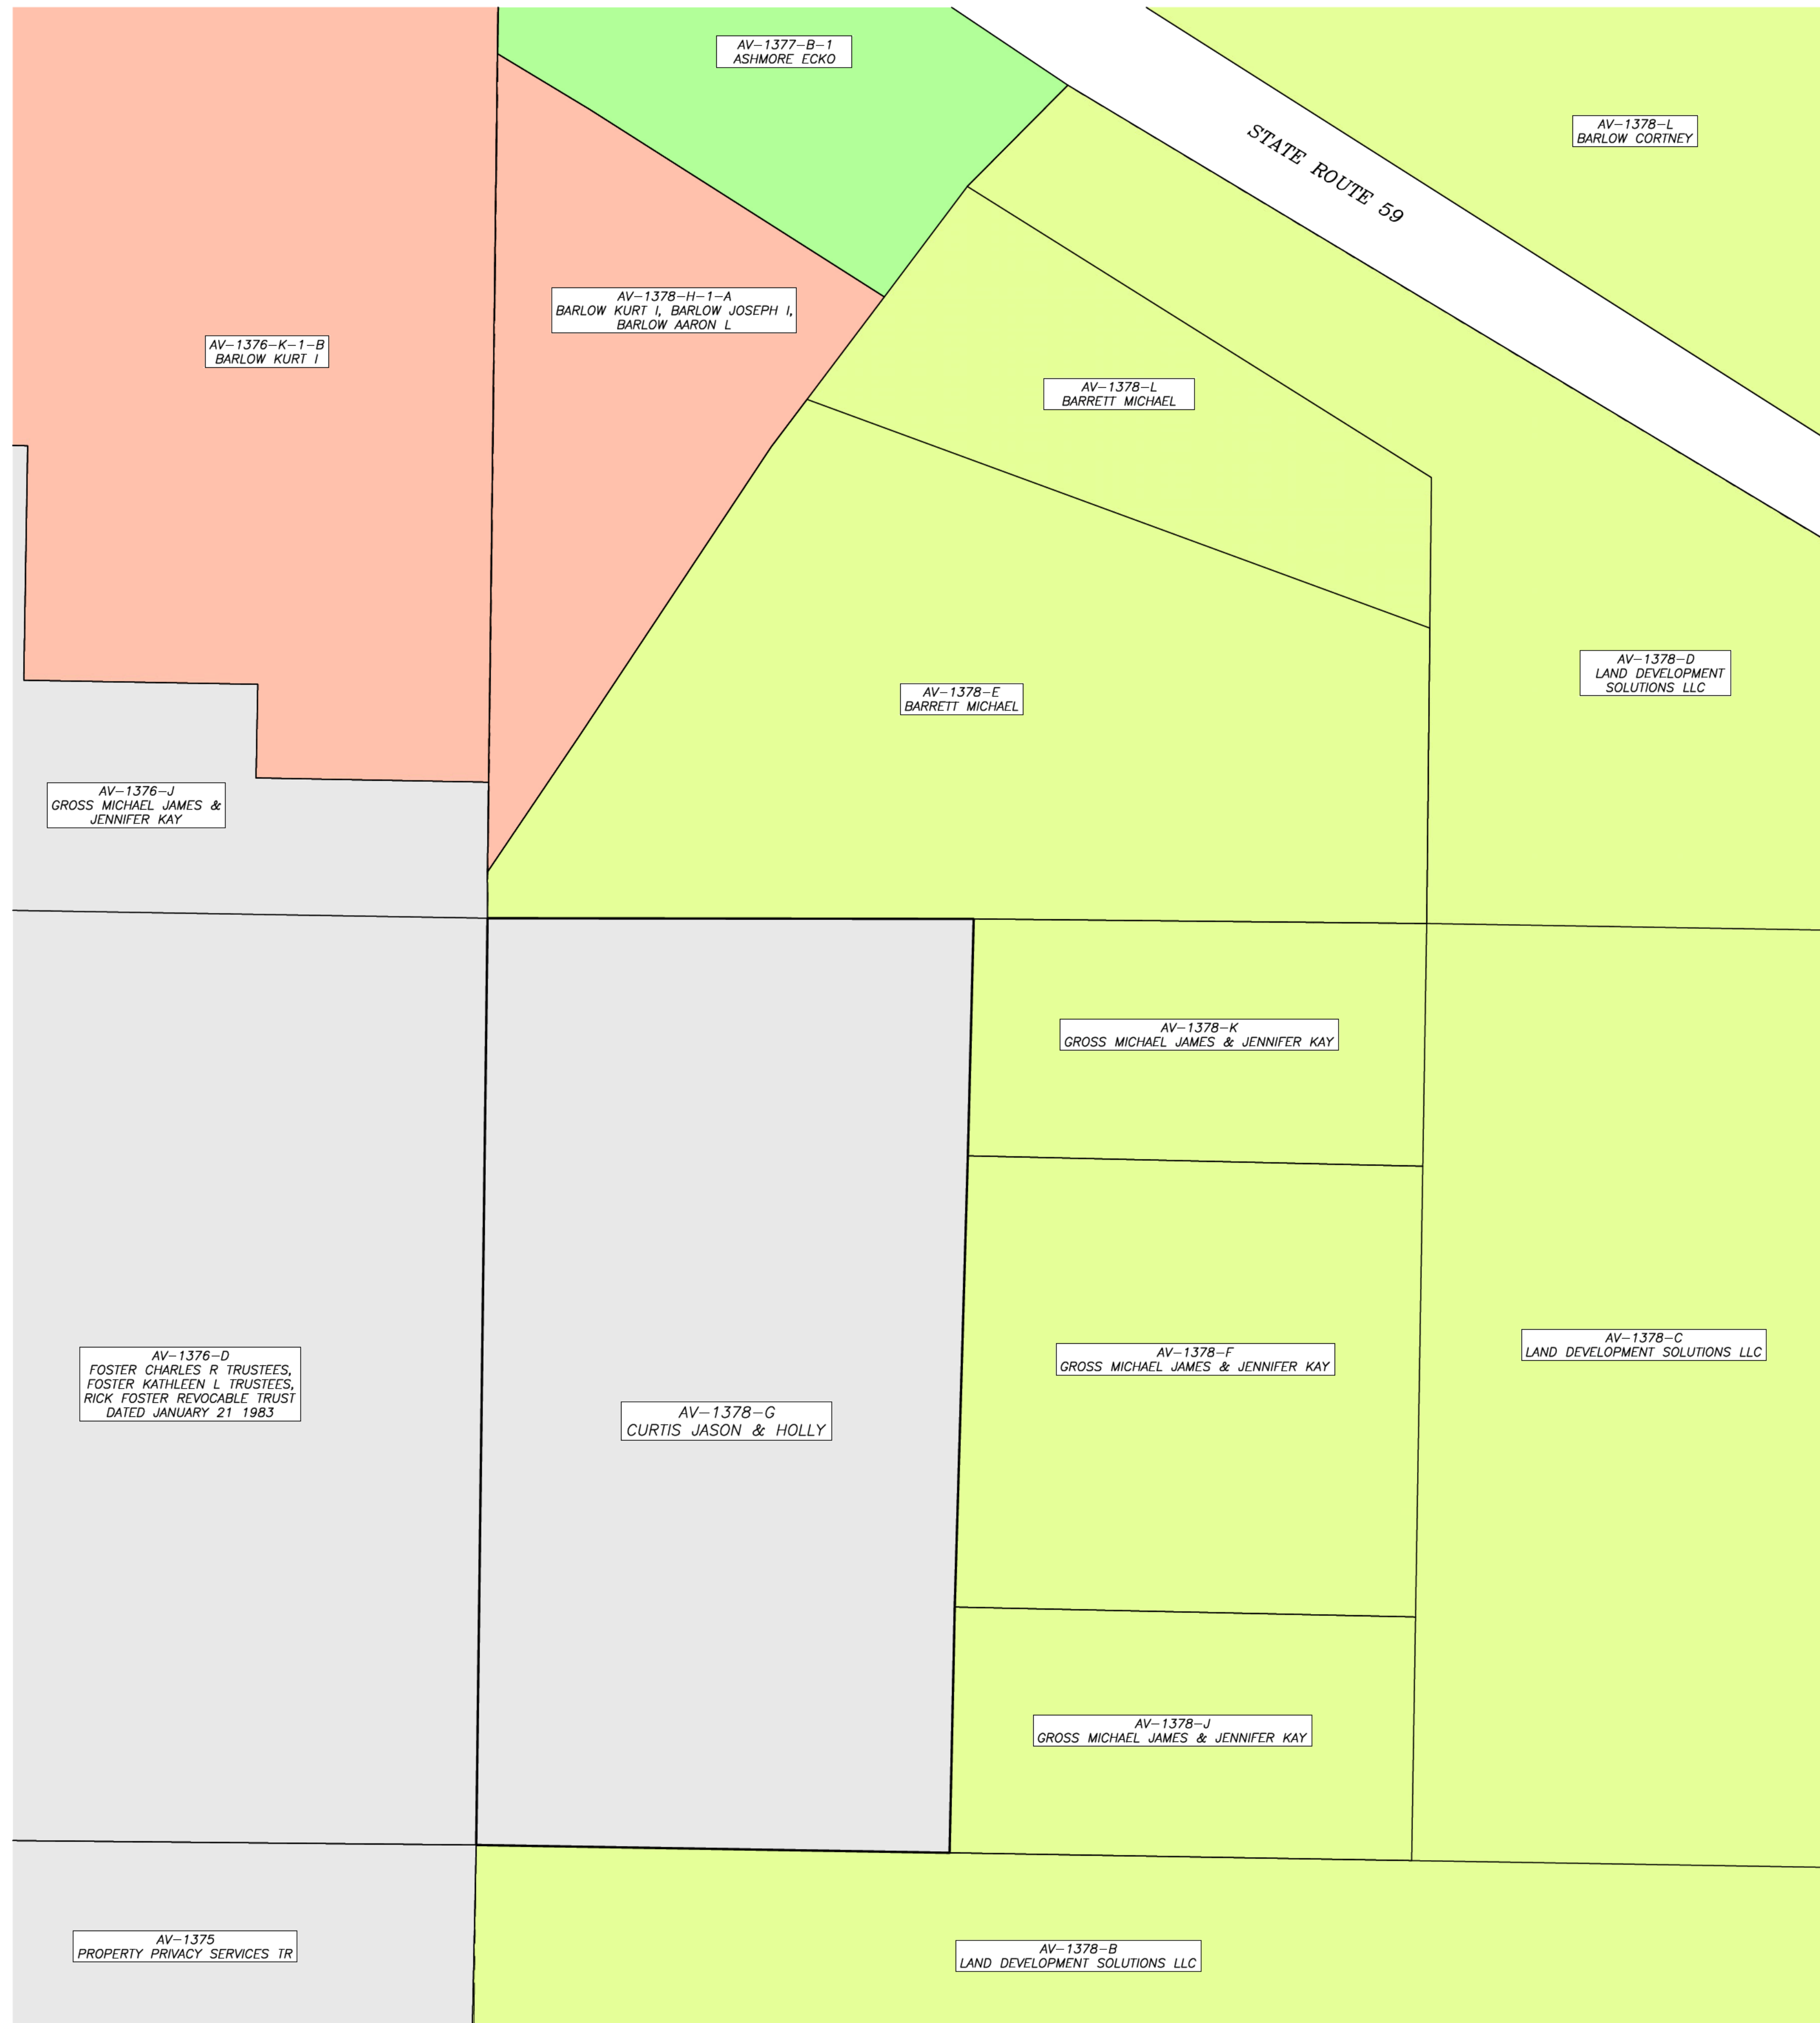 AV-1377-B-1
ASHMORE ECKO
AV-1378-L
BARLOW CORTNEY
STATE ROUTE 59
AV-1378-H-1-A
BARLOW KURT I, BARLOW JOSEPH I,
BARLOW AARON L
AV-1376-K-1-B
BARLOW KURT I
AV-1378-L
BARRETT MICHAEL
AV-1378-D
LAND DEVELOPMENT
SOLUTIONS LLC
AV-1378-E
BARRETT MICHAEL
AV-1376-J
GROSS MICHAEL JAMES &
JENNIFER KAY
AV-1378-K
GROSS MICHAEL JAMES & JENNIFER KAY
AV-1378-C
LAND DEVELOPMENT SOLUTIONS LLC
AV-1378-F
GROSS MICHAEL JAMES & JENNIFER KAY
AV-1376-D
FOSTER CHARLES R TRUSTEES,
FOSTER KATHLEEN L TRUSTEES,
RICK FOSTER REVOCABLE TRUST
DATED JANUARY 21 1983
AV-1378-G
CURTIS JASON & HOLLY
AV-1378-J
GROSS MICHAEL JAMES & JENNIFER KAY
AV-1375
PROPERTY PRIVACY SERVICES TR
AV-1378-B
LAND DEVELOPMENT SOLUTIONS LLC